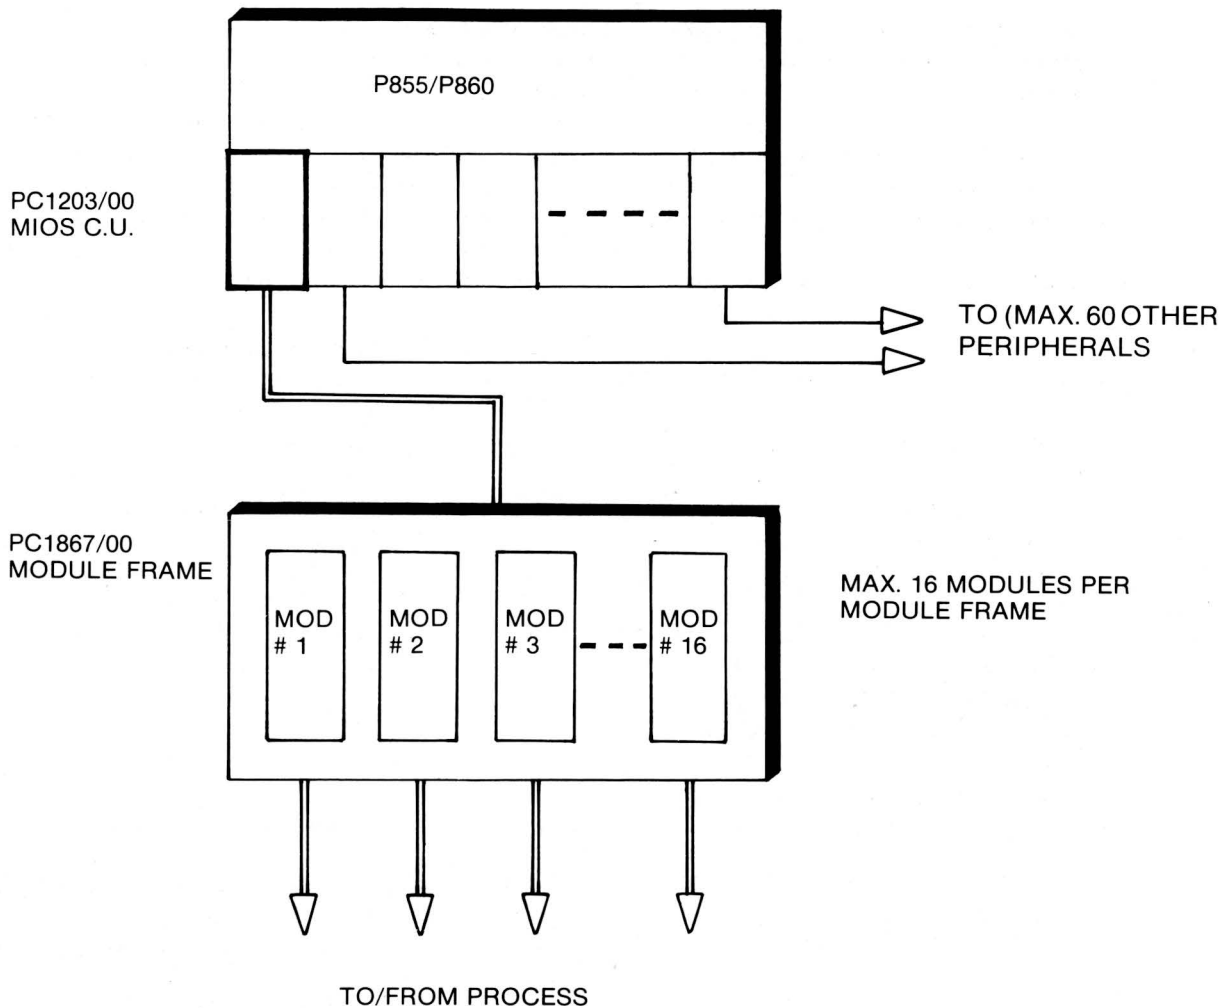 P855/P860
PC1203/00
MIOS C.U.
TO (MAX. 60 OTHER
PERIPHERALS
PC1867/00
MODULE FRAME
MOD
# 1
MOD
# 2
MOD
# 3
MOD
# 16
MAX. 16 MODULES PER
MODULE FRAME
TO/FROM PROCESS